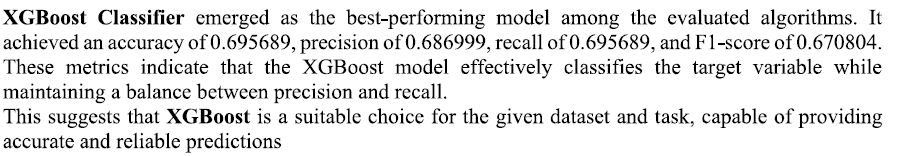 XGBoost Classifier emerged as the best-performing model among the evaluated algorithms. It
achieved an accuracy of 0.695689, precision of 0.686999, recall of 0.695689, and F1-score of 0.670804.
These metrics indicate that the XGBoost model effectively classifies the target variable while
maintaining a balance between precision and recall.
This suggests that XGBoost is a suitable choice for the given dataset and task, capable of providing
accurate and reliable predictions